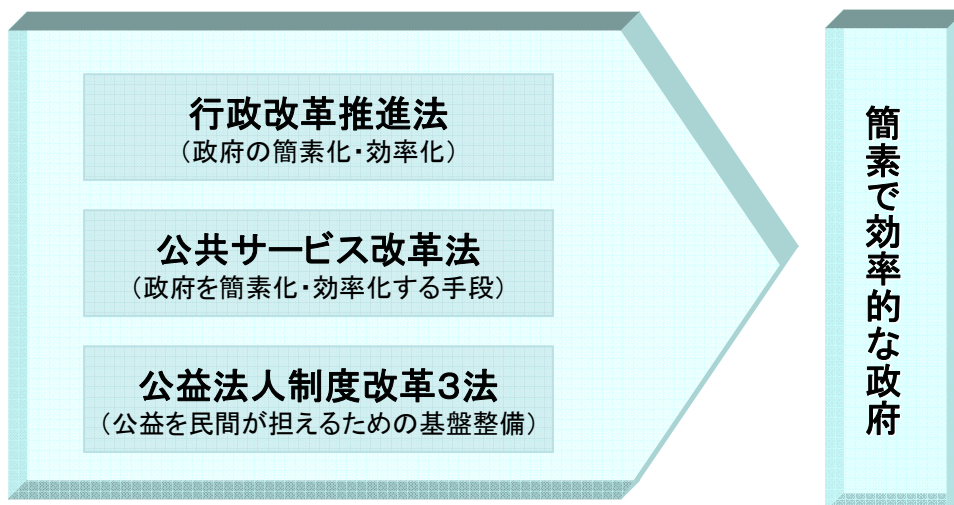 行政改革推進法
（政府の簡素化・効率化）
公共サービス改革法
（政府を簡素化・効率化する手段）
公益法人制度改革３法
（公益を民間が担えるための基盤整備）
簡素で効率的な政府